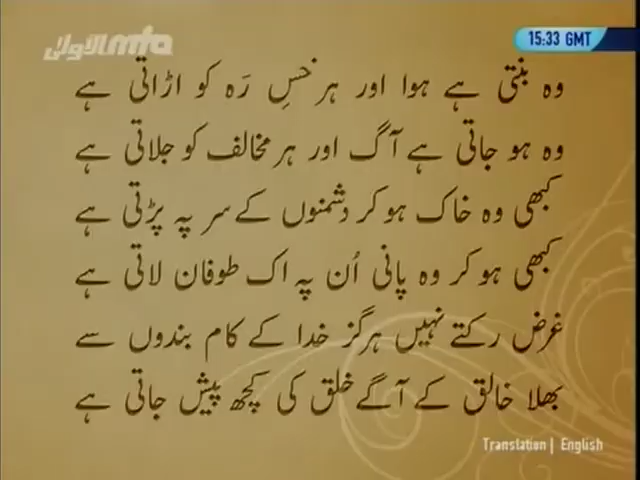 mta الاولى
15:33 GMT
وہ بنتی ہے ہوا اور ہر خسِ رَہ کو اڑاتی ہے
وہ ہو جاتی ہے آگ اور ہر مخالف کو جلاتی ہے
کبھی وہ خاک ہو کر دشمنوں کے سر پہ پڑتی ہے
کبھی ہو کر وہ پانی اُن پہ اک طوفان لاتی ہے
غرض رکتے نہیں ہرگز خدا کے کام بندوں سے
بھلا خالق کے آگے خلق کی کچھ پیش جاتی ہے
Translation | English